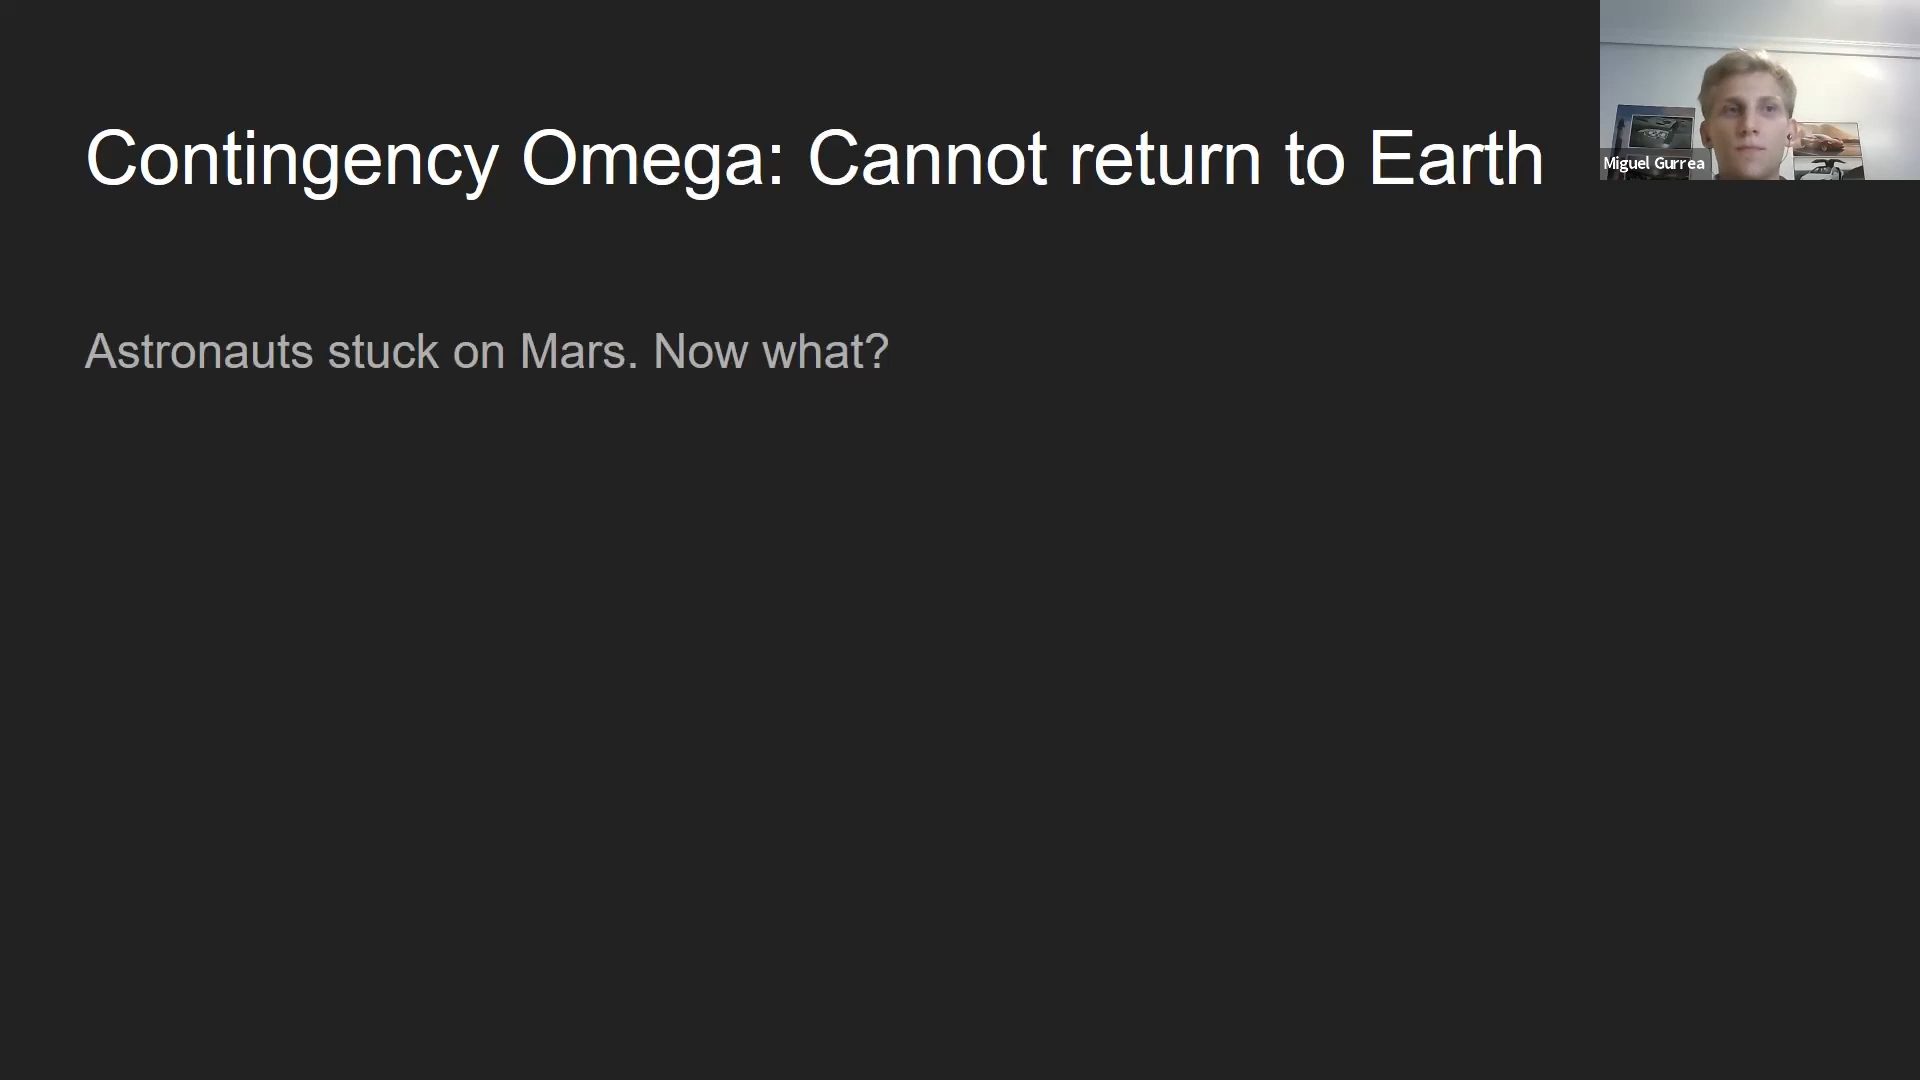 Contingency Omega: Cannot return to Earth
Miguel Gurrea
Astronauts stuck on Mars. Now what?